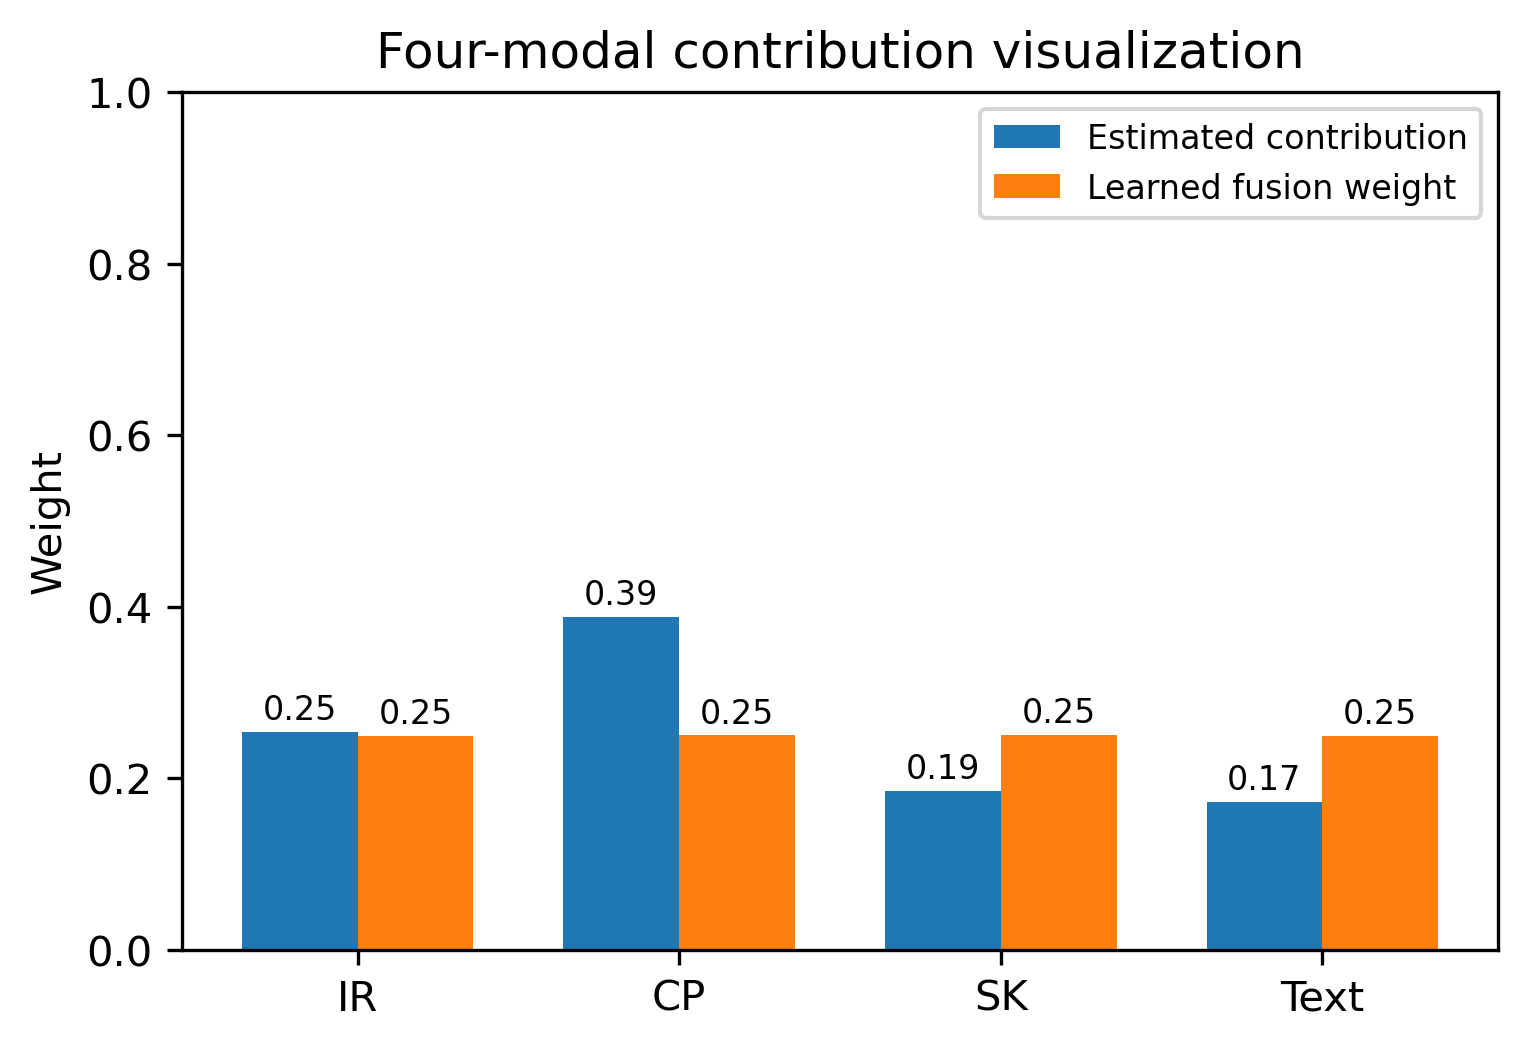 Four-modal contribution visualization
1.0
0.8
0.6
0.4
0.2
0.0
Weight
Estimated contribution
Learned fusion weight
0.25
0.25
0.39
0.25
0.19
0.25
0.17
0.25
IR
CP
SK
Text